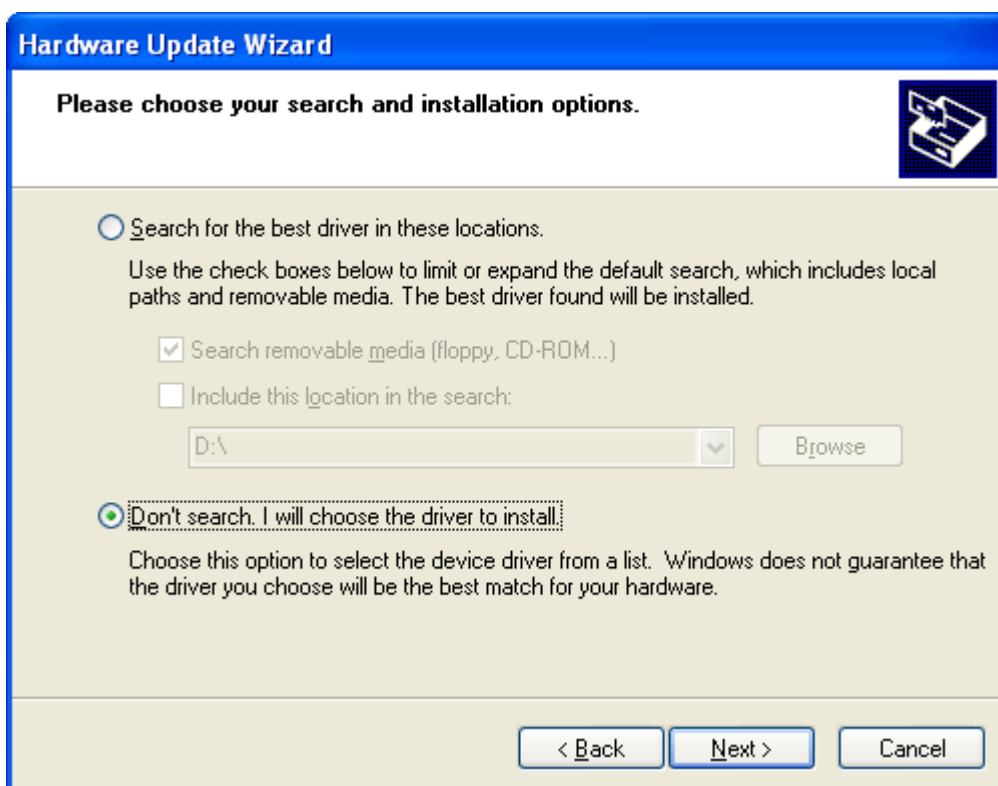 Hardware Update Wizard
Please choose your search and installation options.
Search for the best driver in these locations.
Use the check boxes below to limit or expand the default search, which includes local
paths and removable media. The best driver found will be installed.
Search removable media (floppy, CD-ROM...)
Include this location in the search:
D:\
Browse
Don't search. I will choose the driver to install.
Choose this option to select the device driver from a list.  Windows does not guarantee that
the driver you choose will be the best match for your hardware.
< Back
Next >
Cancel